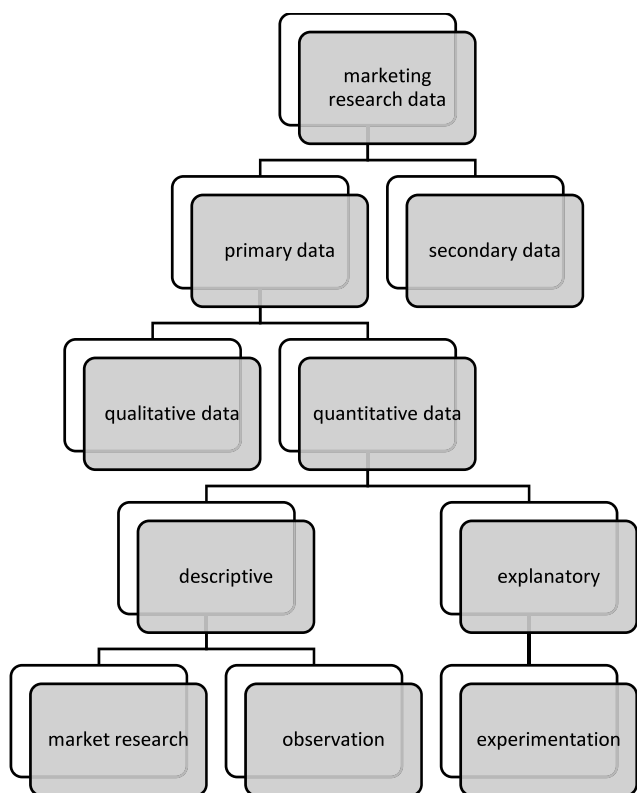 marketing
research data
primary data
secondary data
qualitative data
quantitative data
descriptive
explanatory
market research
observation
experimentation